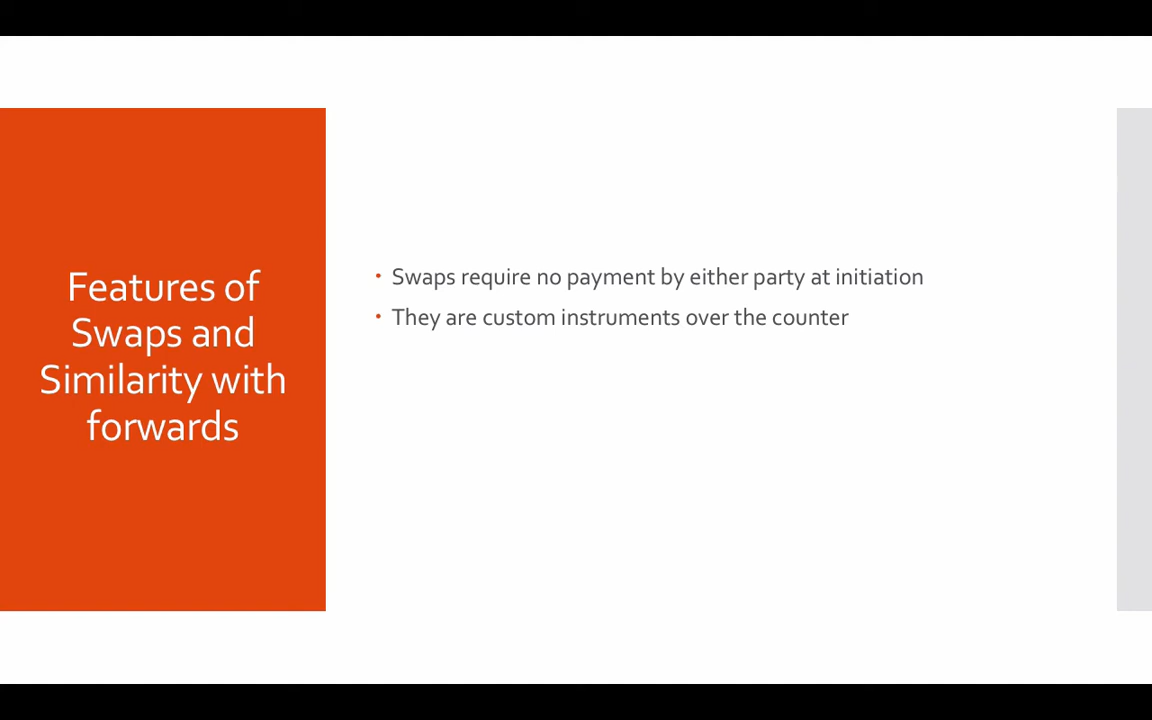 Features of
Swaps and
Similarity with
forwards
• Swaps require no payment by either party at initiation
• They are custom instruments over the counter